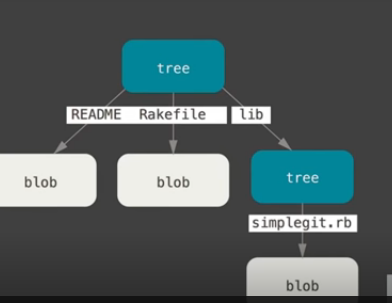 tree
README Rakefile lib
blob blob tree
simplegit.rb
blob